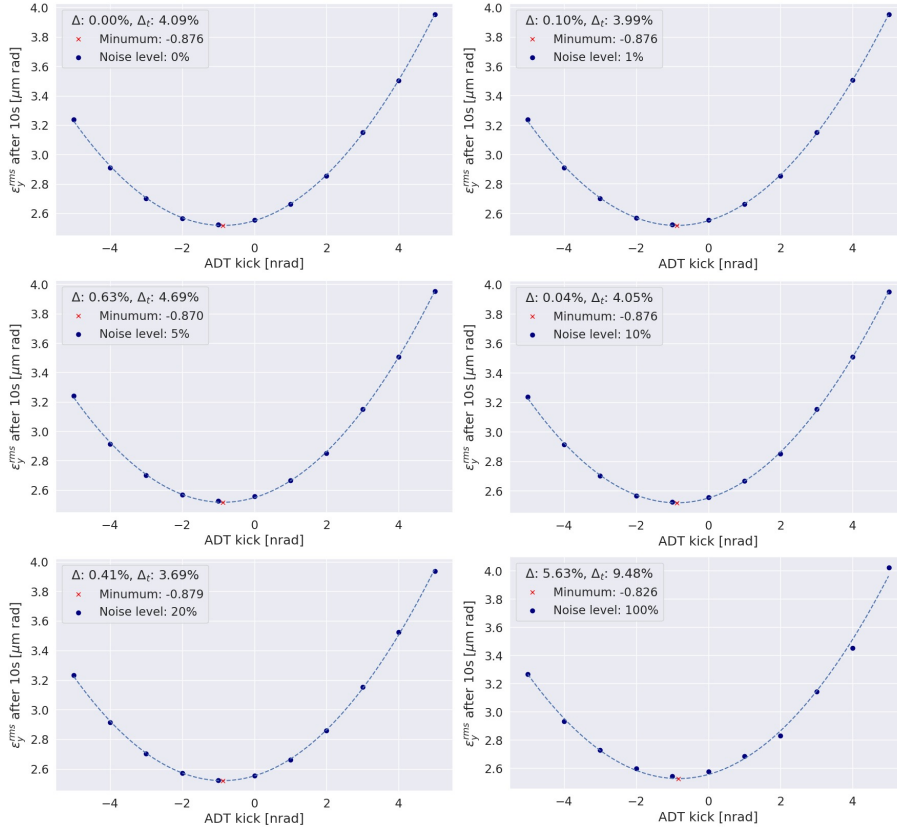 Δ: 0.00%, Δt: 4.09%
Minumum: -0.876
Noise level: 0%
4.0
3.8
3.6
3.4
3.2
3.0
2.8
2.6
εyrms after 10s [μm rad]
−4 −2 0 2 4
ADT kick [nrad]
Δ: 0.10%, Δt: 3.99%
Minumum: -0.876
Noise level: 1%
4.0
3.8
3.6
3.4
3.2
3.0
2.8
2.6
εyrms after 10s [μm rad]
−4 −2 0 2 4
ADT kick [nrad]
Δ: 0.63%, Δt: 4.69%
Minumum: -0.870
Noise level: 5%
4.0
3.8
3.6
3.4
3.2
3.0
2.8
2.6
εyrms after 10s [μm rad]
−4 −2 0 2 4
ADT kick [nrad]
Δ: 0.04%, Δt: 4.05%
Minumum: -0.876
Noise level: 10%
4.0
3.8
3.6
3.4
3.2
3.0
2.8
2.6
εyrms after 10s [μm rad]
−4 −2 0 2 4
ADT kick [nrad]
Δ: 0.41%, Δt: 3.69%
Minumum: -0.879
Noise level: 20%
4.0
3.8
3.6
3.4
3.2
3.0
2.8
2.6
εyrms after 10s [μm rad]
−4 −2 0 2 4
ADT kick [nrad]
Δ: 5.63%, Δt: 9.48%
Minumum: -0.826
Noise level: 100%
4.0
3.8
3.6
3.4
3.2
3.0
2.8
2.6
εyrms after 10s [μm rad]
−4 −2 0 2 4
ADT kick [nrad]